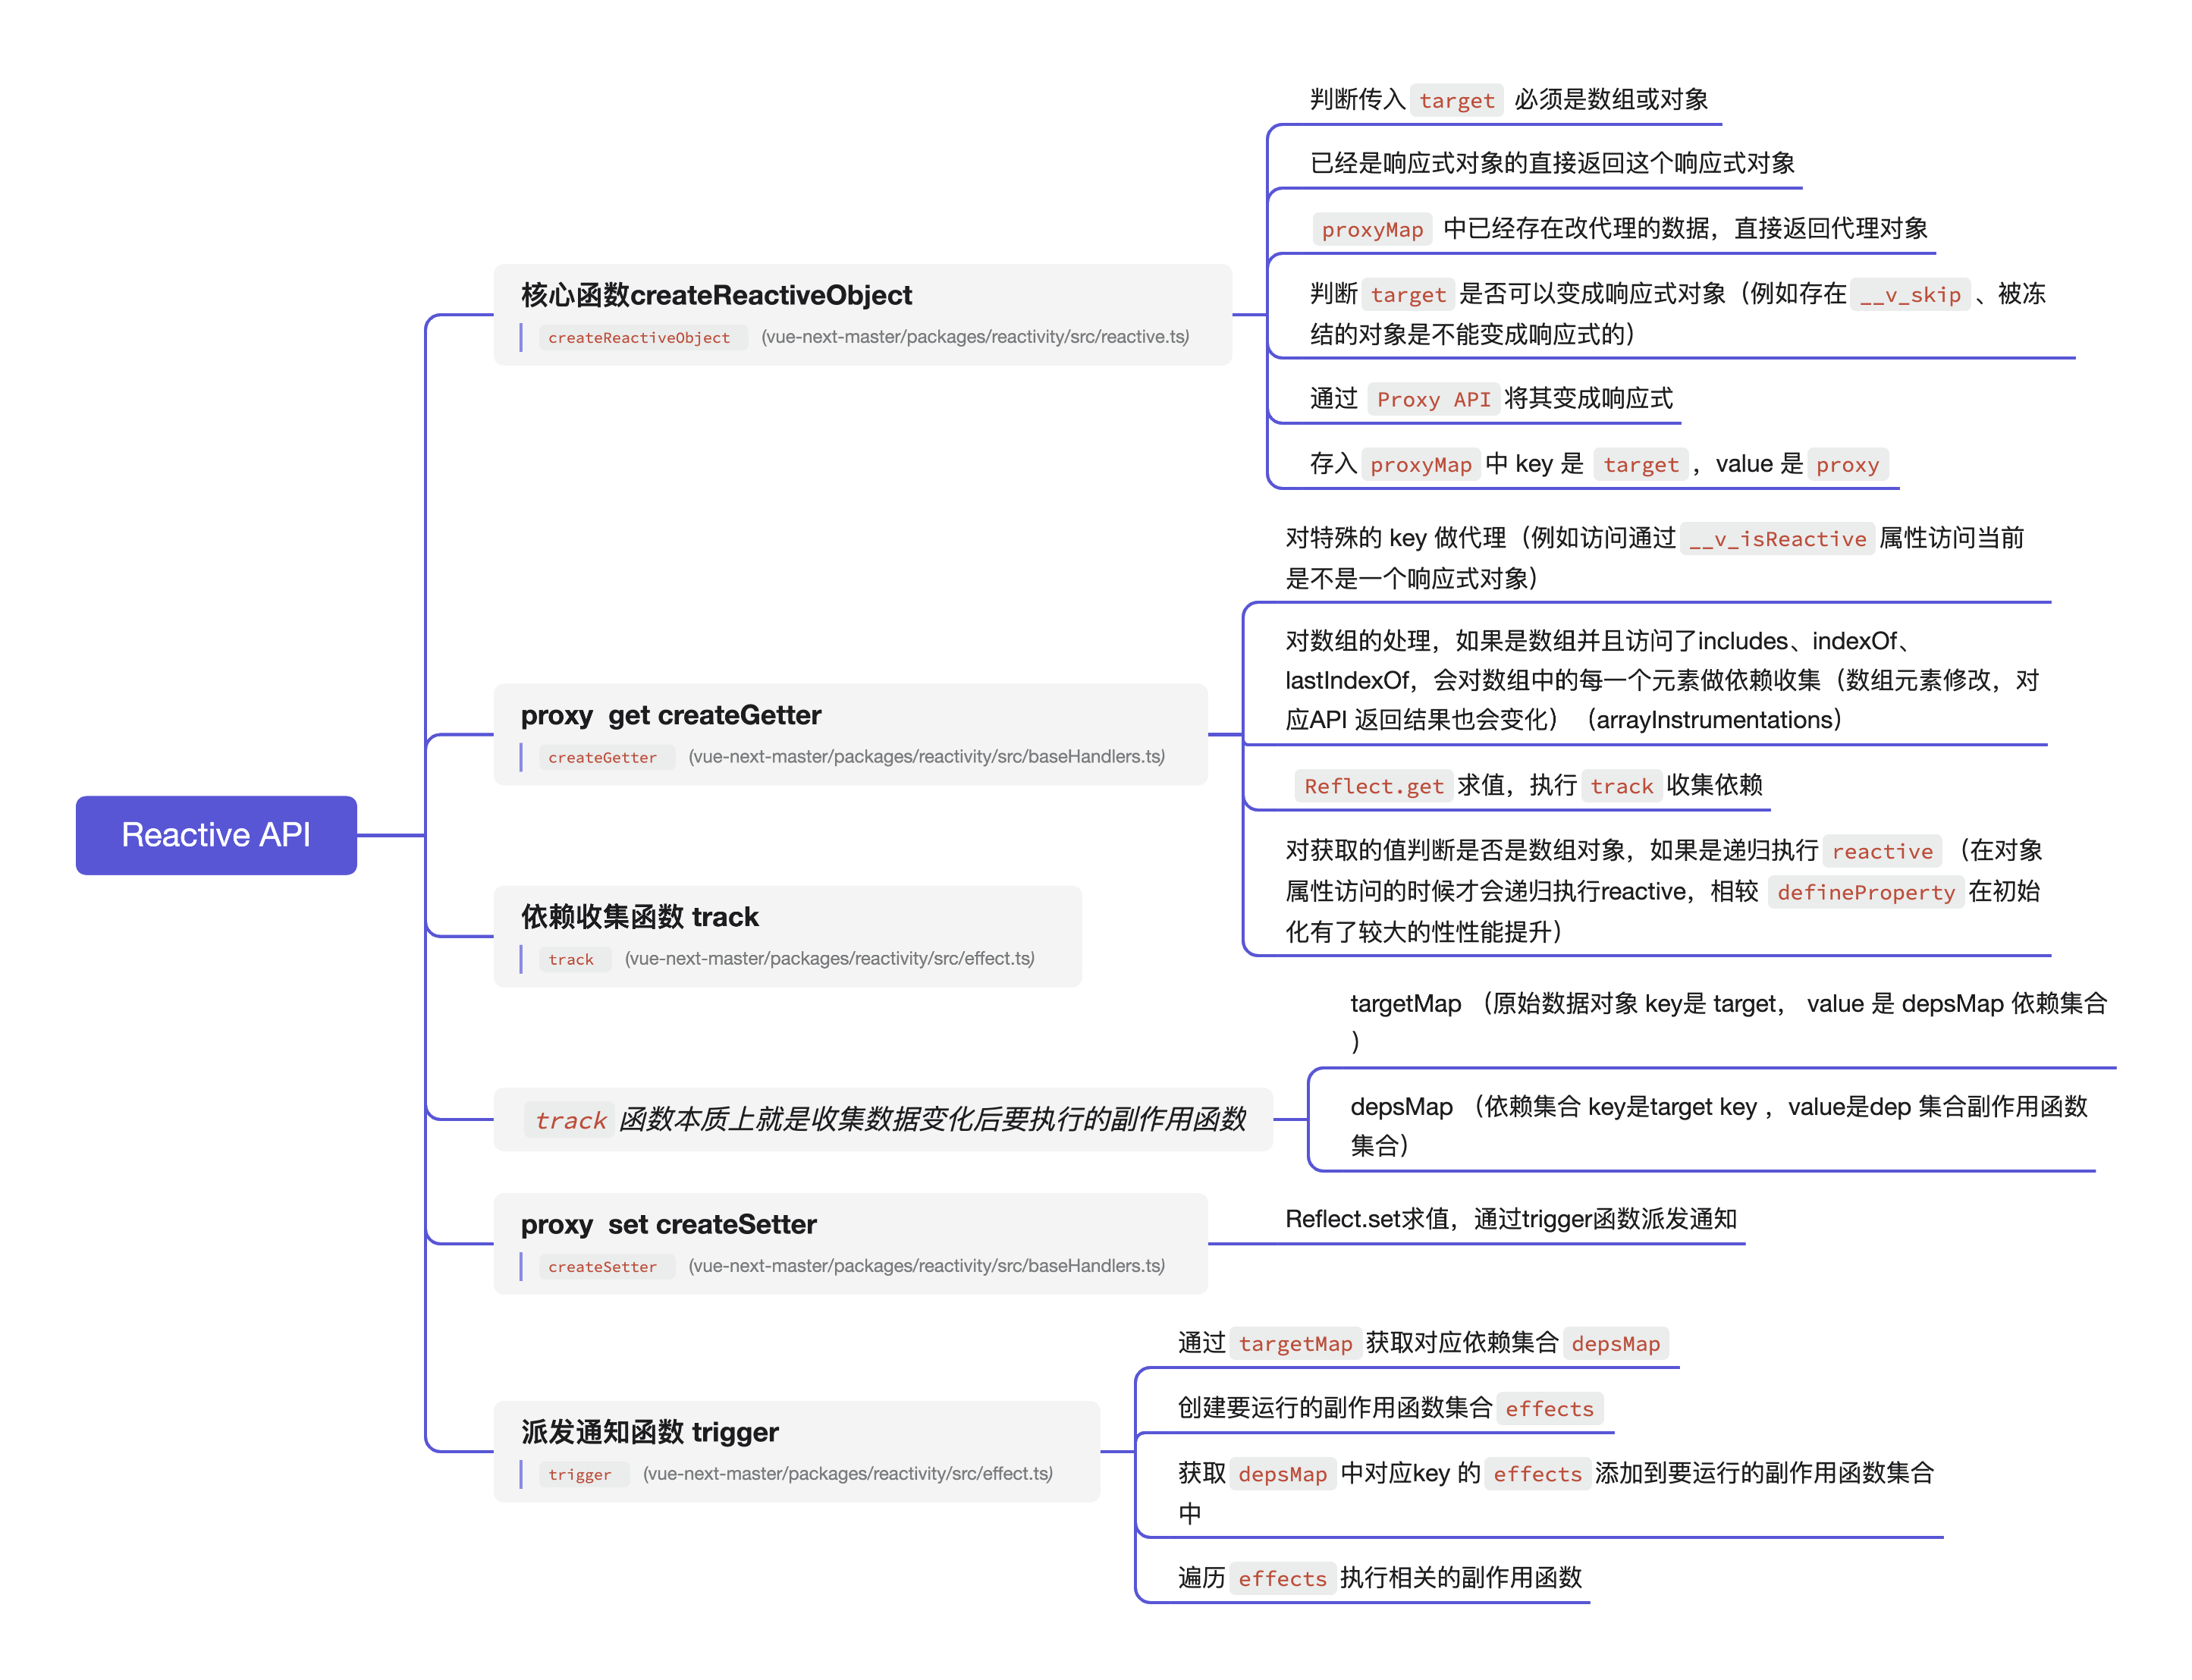 Reactive API
核心函数createReactiveObject
createReactiveObject (vue-next-master/packages/reactivity/src/reactive.ts)
判断传入 target 必须是数组或对象
已经是响应式对象的直接返回这个响应式对象
proxyMap 中已经存在改代理的数据，直接返回代理对象
判断 target 是否可以变成响应式对象（例如存在 __v_skip 、被冻
结的对象是不能变成响应式的）
通过 Proxy API 将其变成响应式
存入 proxyMap 中 key 是 target ，value 是 proxy
proxy  get createGetter
createGetter (vue-next-master/packages/reactivity/src/baseHandlers.ts)
对特殊的 key 做代理（例如访问通过 __v_isReactive 属性访问当前
是不是一个响应式对象）
对数组的处理，如果是数组并且访问了includes、indexOf、
lastIndexOf，会对数组中的每一个元素做依赖收集（数组元素修改，对
应API 返回结果也会变化）（arrayInstrumentations）
Reflect.get 求值，执行 track 收集依赖
对获取的值判断是否是数组对象，如果是递归执行 reactive （在对象
属性访问的时候才会递归执行reactive，相较 defineProperty 在初始
化有了较大的性性能提升）
依赖收集函数 track
track (vue-next-master/packages/reactivity/src/effect.ts)
track 函数本质上就是收集数据变化后要执行的副作用函数
targetMap （原始数据对象 key是 target， value 是 depsMap 依赖集合
）
depsMap （依赖集合 key是target key ，value是dep 集合副作用函数
集合）
proxy  set createSetter
createSetter (vue-next-master/packages/reactivity/src/baseHandlers.ts)
Reflect.set求值，通过trigger函数派发通知
派发通知函数 trigger
trigger (vue-next-master/packages/reactivity/src/effect.ts)
通过 targetMap 获取对应依赖集合 depsMap
创建要运行的副作用函数集合 effects
获取 depsMap 中对应key 的 effects 添加到要运行的副作用函数集合
中
遍历 effects 执行相关的副作用函数